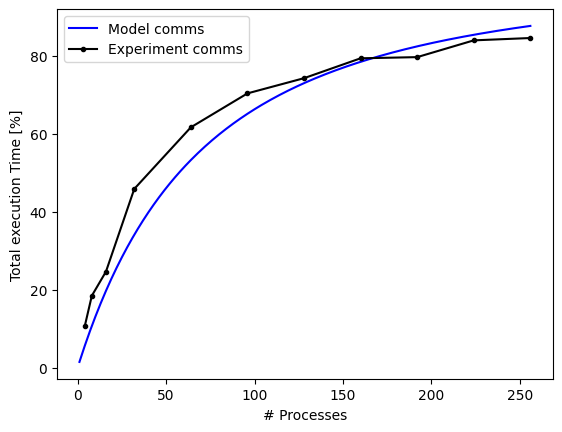 Model comms
Experiment comms
Total execution Time [%]
80
60
40
20
0
0 50 100 150 200 250
# Processes